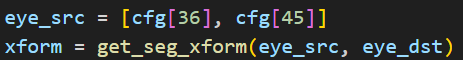 eye_src = [cfg[36], cfg[45]]
xform = get_seg_xform(eye_src, eye_dst)